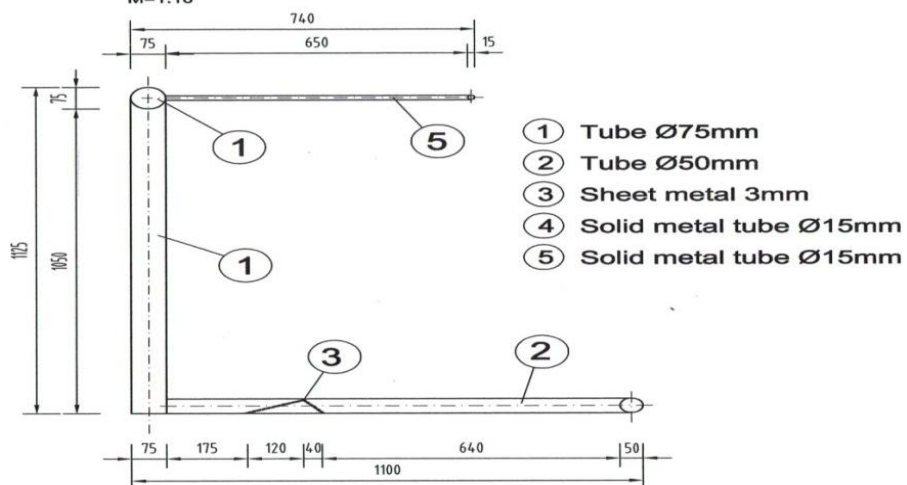 740
75 650 15
75
1125
1050
1
5
1
1 Tube Ø75mm
2 Tube Ø50mm
3 Sheet metal 3mm
4 Solid metal tube Ø15mm
5 Solid metal tube Ø15mm
3
2
75 175 120 40 640 50
1100